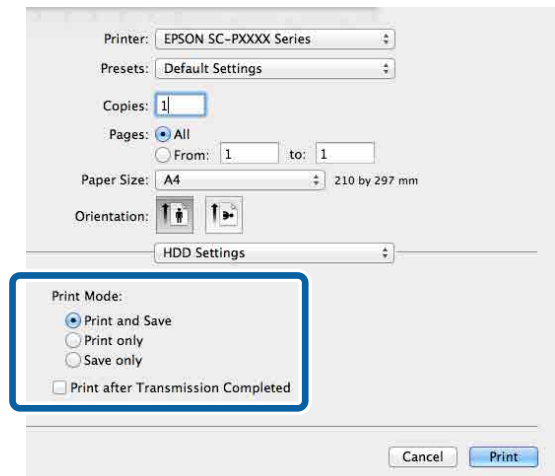 Printer: EPSON SC-PXXXX Series
Presets: Default Settings
Copies: 1
Pages: All
From: 1 to: 1
Paper Size: A4 210 by 297 mm
Orientation:
HDD Settings
Print Mode:
Print and Save
Print only
Save only
Print after Transmission Completed
Cancel Print